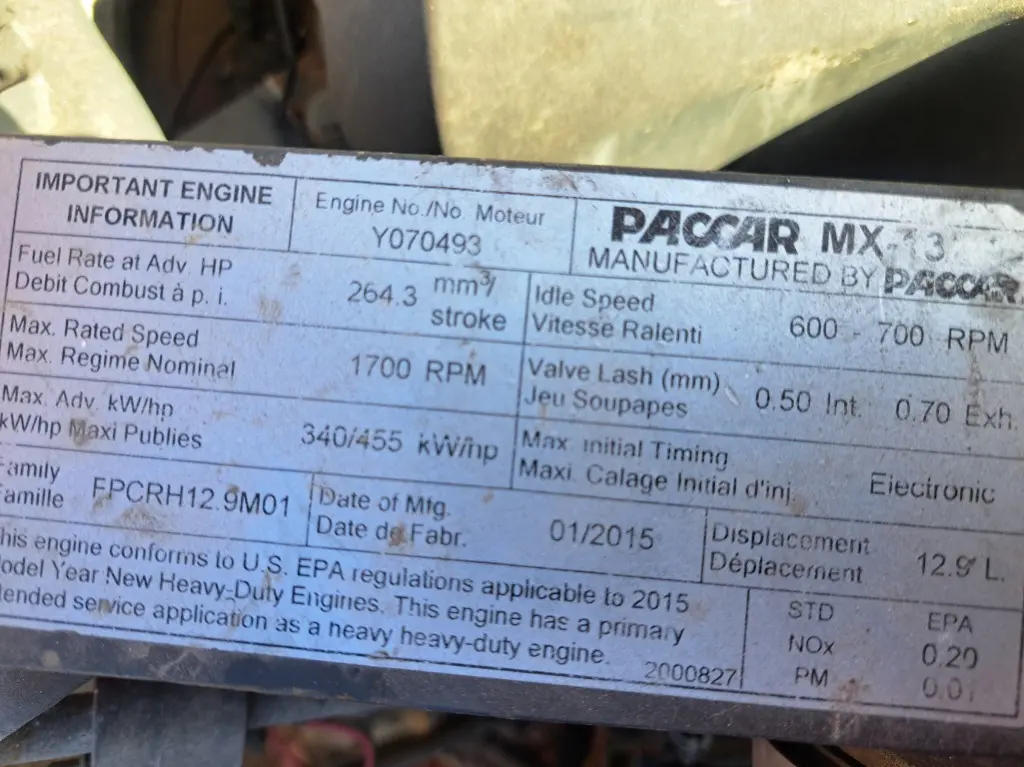 IMPORTANT ENGINE
INFORMATION
Engine No./No. Moteur
Y070493
PACCAR MX-13
MANUFACTURED BY PACCAR
Fuel Rate at Adv. HP
Debit Combust à p. i.
264.3 mm³/
stroke
Idle Speed
Vitesse Ralenti
600 - 700 RPM
Max. Rated Speed
Max. Regime Nominal
1700 RPM
Valve Lash (mm)
Jeu Soupapes
0.50 Int. 0.70 Exh.
Max. Adv. kW/hp
kW/hp Maxi Publies
340/455 kW/hp
Max Initial Timing
Maxi. Calage Initial d'inj.
Electronic
Family
Famille
FPCRH12.9M01
Date of Mfg.
Date de Fabr.
01/2015
Displacement
Déplacement
12.9 L.
This engine conforms to U.S. EPA regulations applicable to 2015
Model Year New Heavy-Duty Engines. This engine has a primary
intended service application as a heavy heavy-duty engine.
2000827
STD EPA
NOx 0.20
PM 0.01